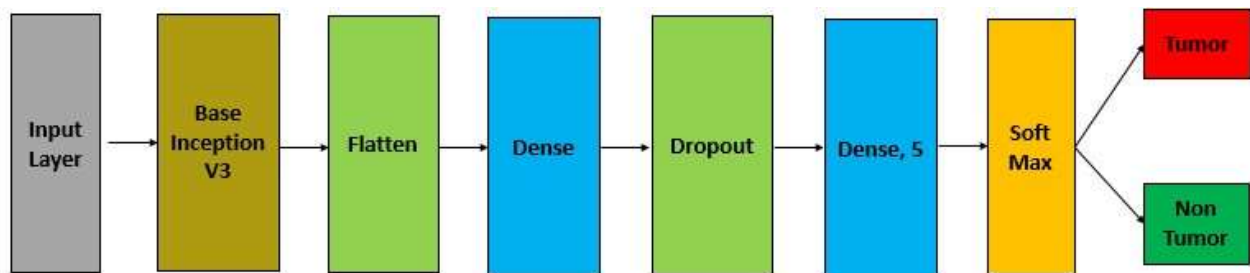 Input
Layer
Base
Inception
V3
Flatten
Dense
Dropout
Dense, 5
Soft
Max
Tumor
Non
Tumor